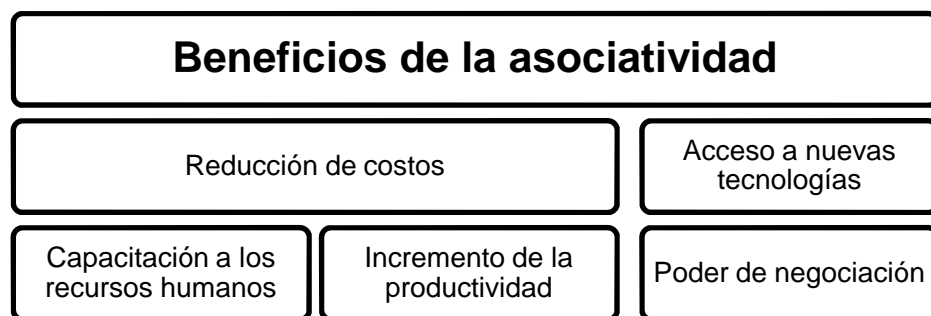 Beneficios de la asociatividad
Reducción de costos
Acceso a nuevas
tecnologías
Capacitación a los
recursos humanos
Incremento de la
productividad
Poder de negociación